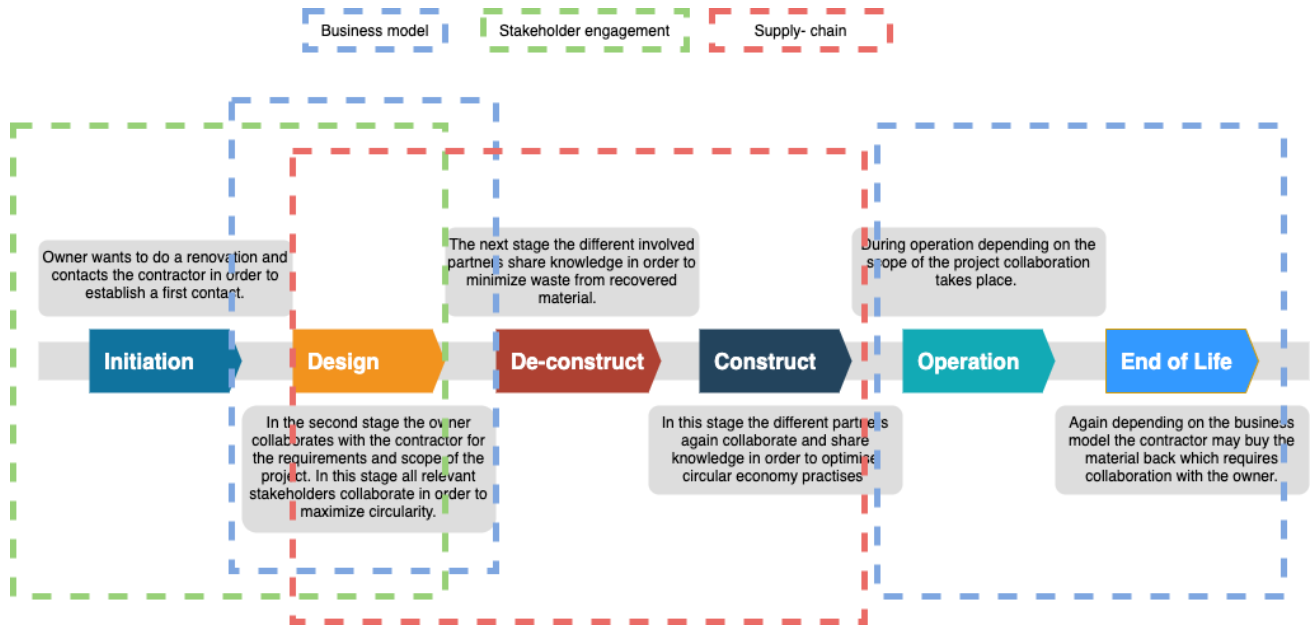 Business model
Stakeholder engagement
Supply- chain
Owner wants to do a renovation and
contacts the contractor in order to
establish a first contact.
The next stage the different involved
partners share knowledge in order to
minimize waste from recovered
material.
During operation depending on the
scope of the project collaboration
takes place.
Initiation
Design
De-construct
Construct
Operation
End of Life
In the second stage the owner
collaborates with the contractor for
the requirements and scope of the
project. In this stage all relevant
stakeholders collaborate in order to
maximize circularity.
In this stage the different partners
again collaborate and share
knowledge in order to optimise
circular economy practises
Again depending on the business
model the contractor may buy the
material back which requires
collaboration with the owner.